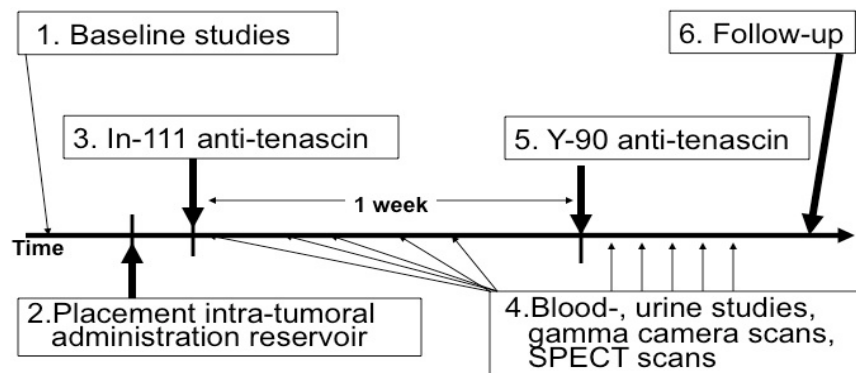 1. Baseline studies
6. Follow-up
3. In-111 anti-tenascin
5. Y-90 anti-tenascin
1 week
Time
2.Placement intra-tumoral
administration reservoir
4.Blood-, urine studies,
gamma camera scans,
SPECT scans